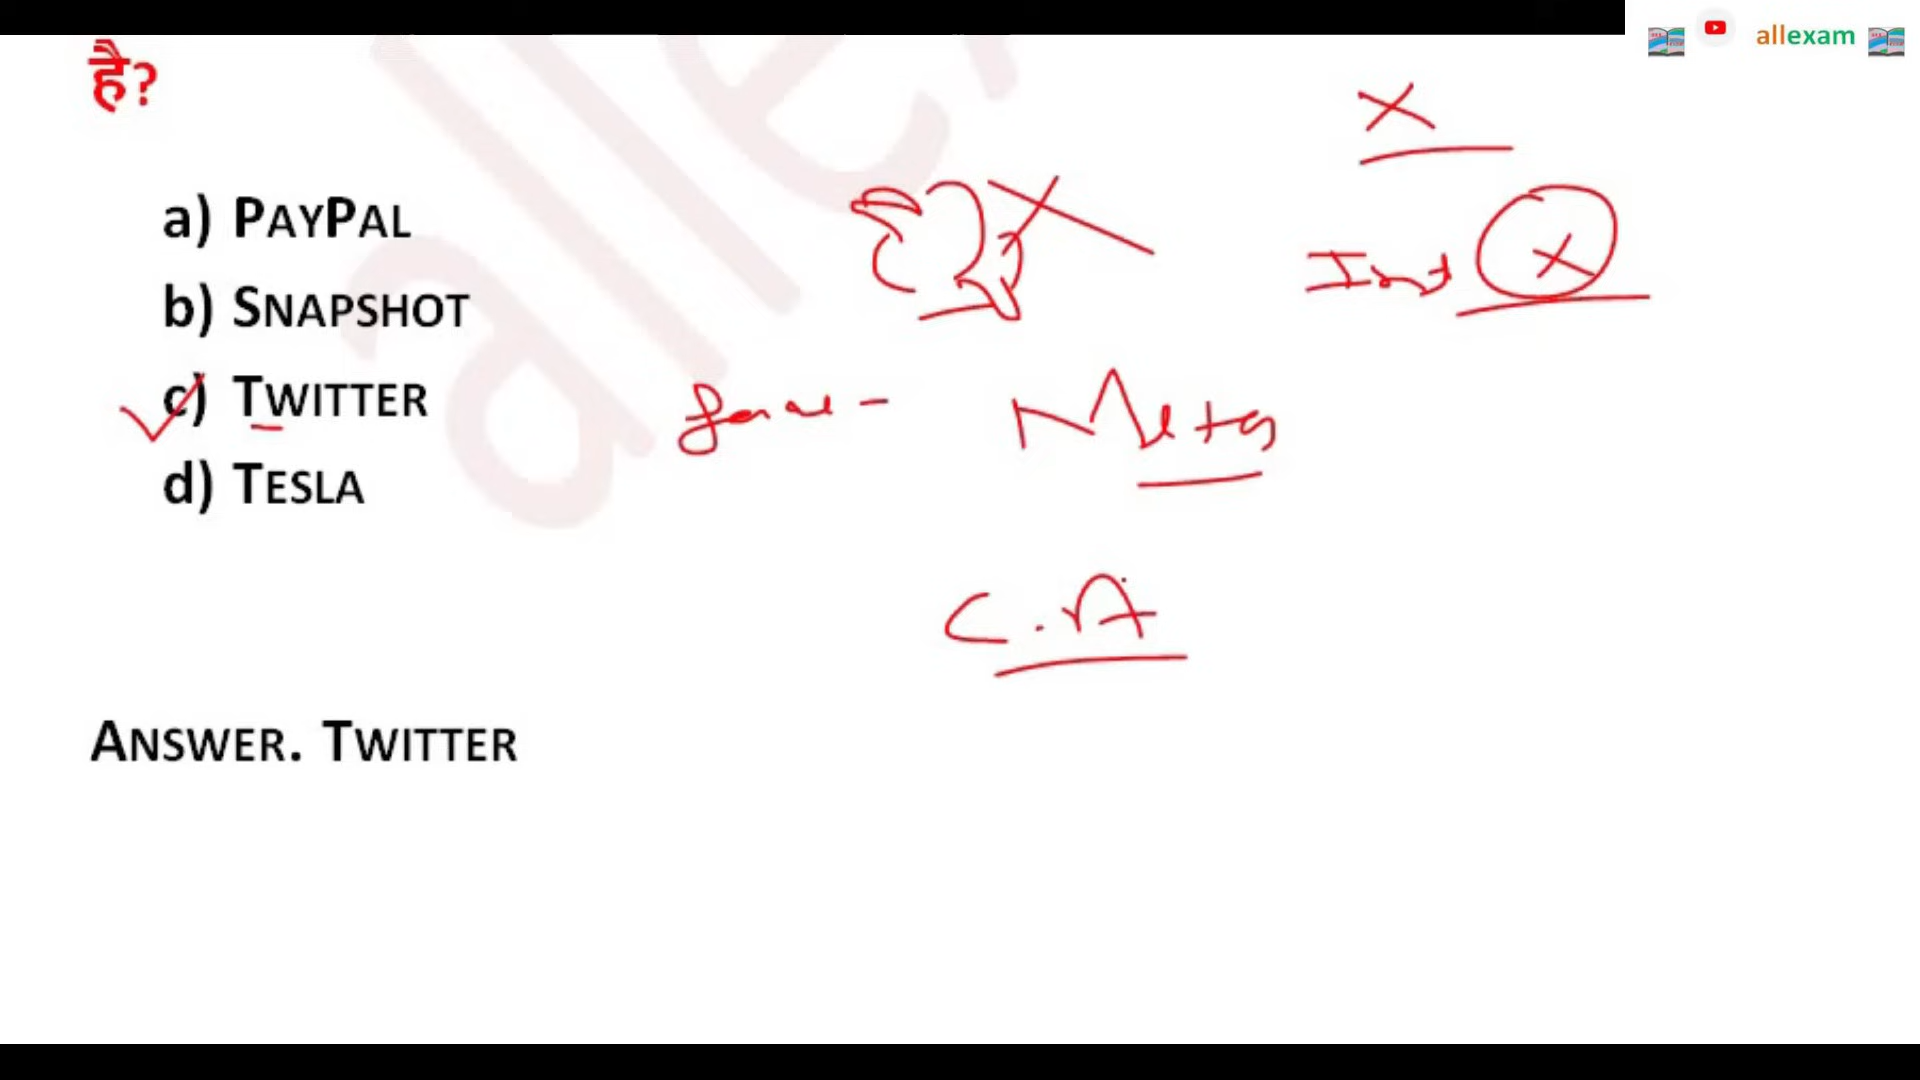 allexam
है?
X
a) PAYPAL
b) SNAPSHOT
X
c) TWITTER
Meta
d) TESLA
C.A
ANSWER. TWITTER